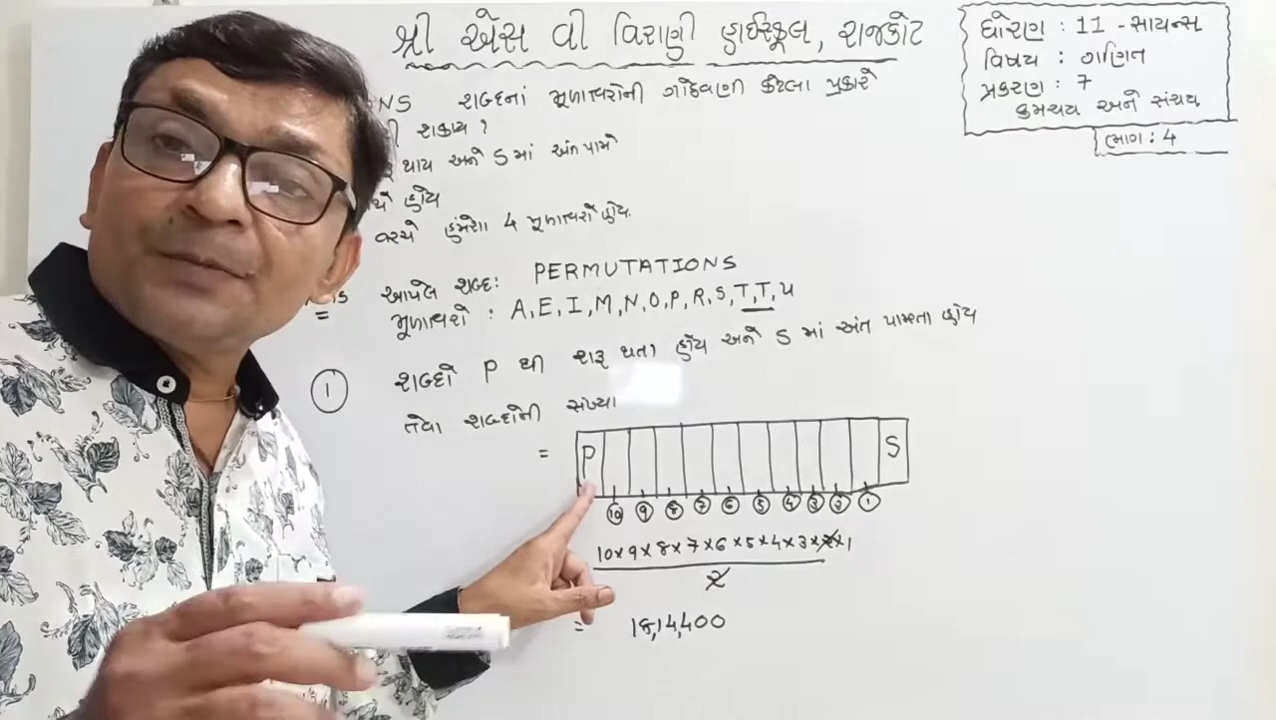 શ્રી એસ વી વિરાણી હાઈસ્કૂલ, રાજકોટ
ધોરણ : 11 - સાયન્સ
વિષય : ગણિત
પ્રકરણ : 7
ક્રમચય અને સંચય
ભાગ : 4
NS શબ્દનાં મૂળાક્ષરોની ગોઠવણી કેટલા પ્રકારે
શકાય ?
થાય અને S માં અંત પામે
હોય
વચ્ચે હંમેશા 4 મૂળાક્ષરો હોય.
આપેલ શબ્દ : PERMUTATIONS
મૂળાક્ષરો : A, E, I, M, N, O, P, R, S, T, T, U
1 શબ્દો P થી શરૂ થતા હોય અને S માં અંત પામતા હોય
તેવા શબ્દોની સંખ્યા
= P S
10 9 8 7 6 5 4 3 2 1
10 x 9 x 8 x 7 x 6 x 5 x 4 x 3 x 2 x 1
2
= 18,14,400